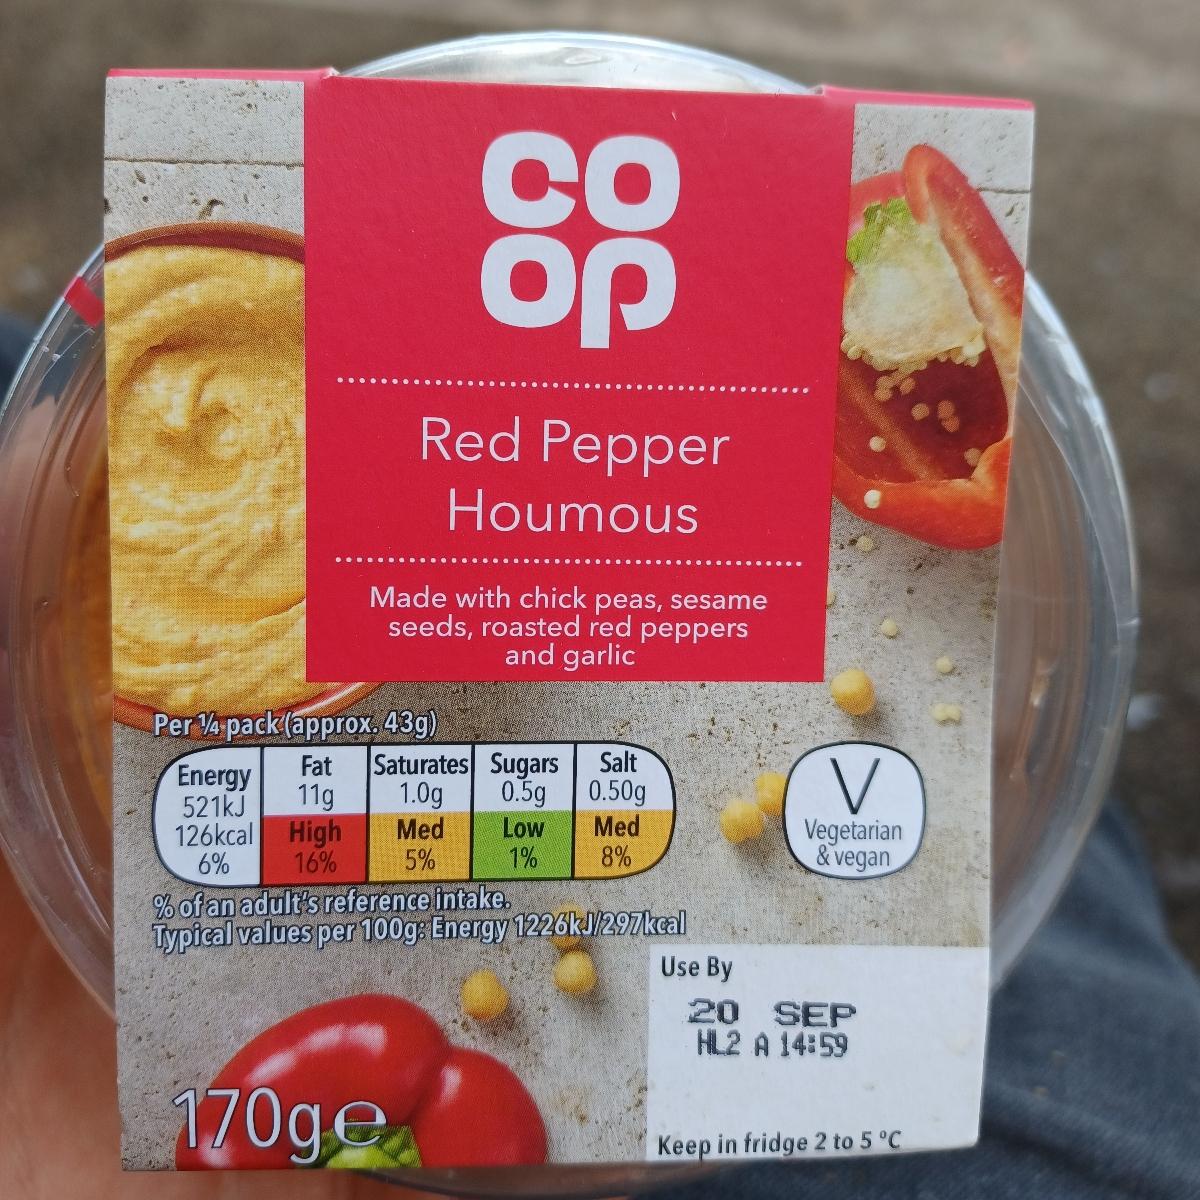 CO
OP
Red Pepper
Houmous
Made with chick peas, sesame
seeds, roasted red peppers
and garlic
Per ¼ pack (approx. 43g)
Energy
521kJ
126kcal
6%
Fat
11g
High
16%
Saturates
1.0g
Med
5%
Sugars
0.5g
Low
1%
Salt
0.50g
Med
8%
V
Vegetarian
& vegan
% of an adult's reference intake.
Typical values per 100g: Energy 1226kJ/297kcal
Use By
20 SEP
HL2 A 14:59
170g℮
Keep in fridge 2 to 5 ºC